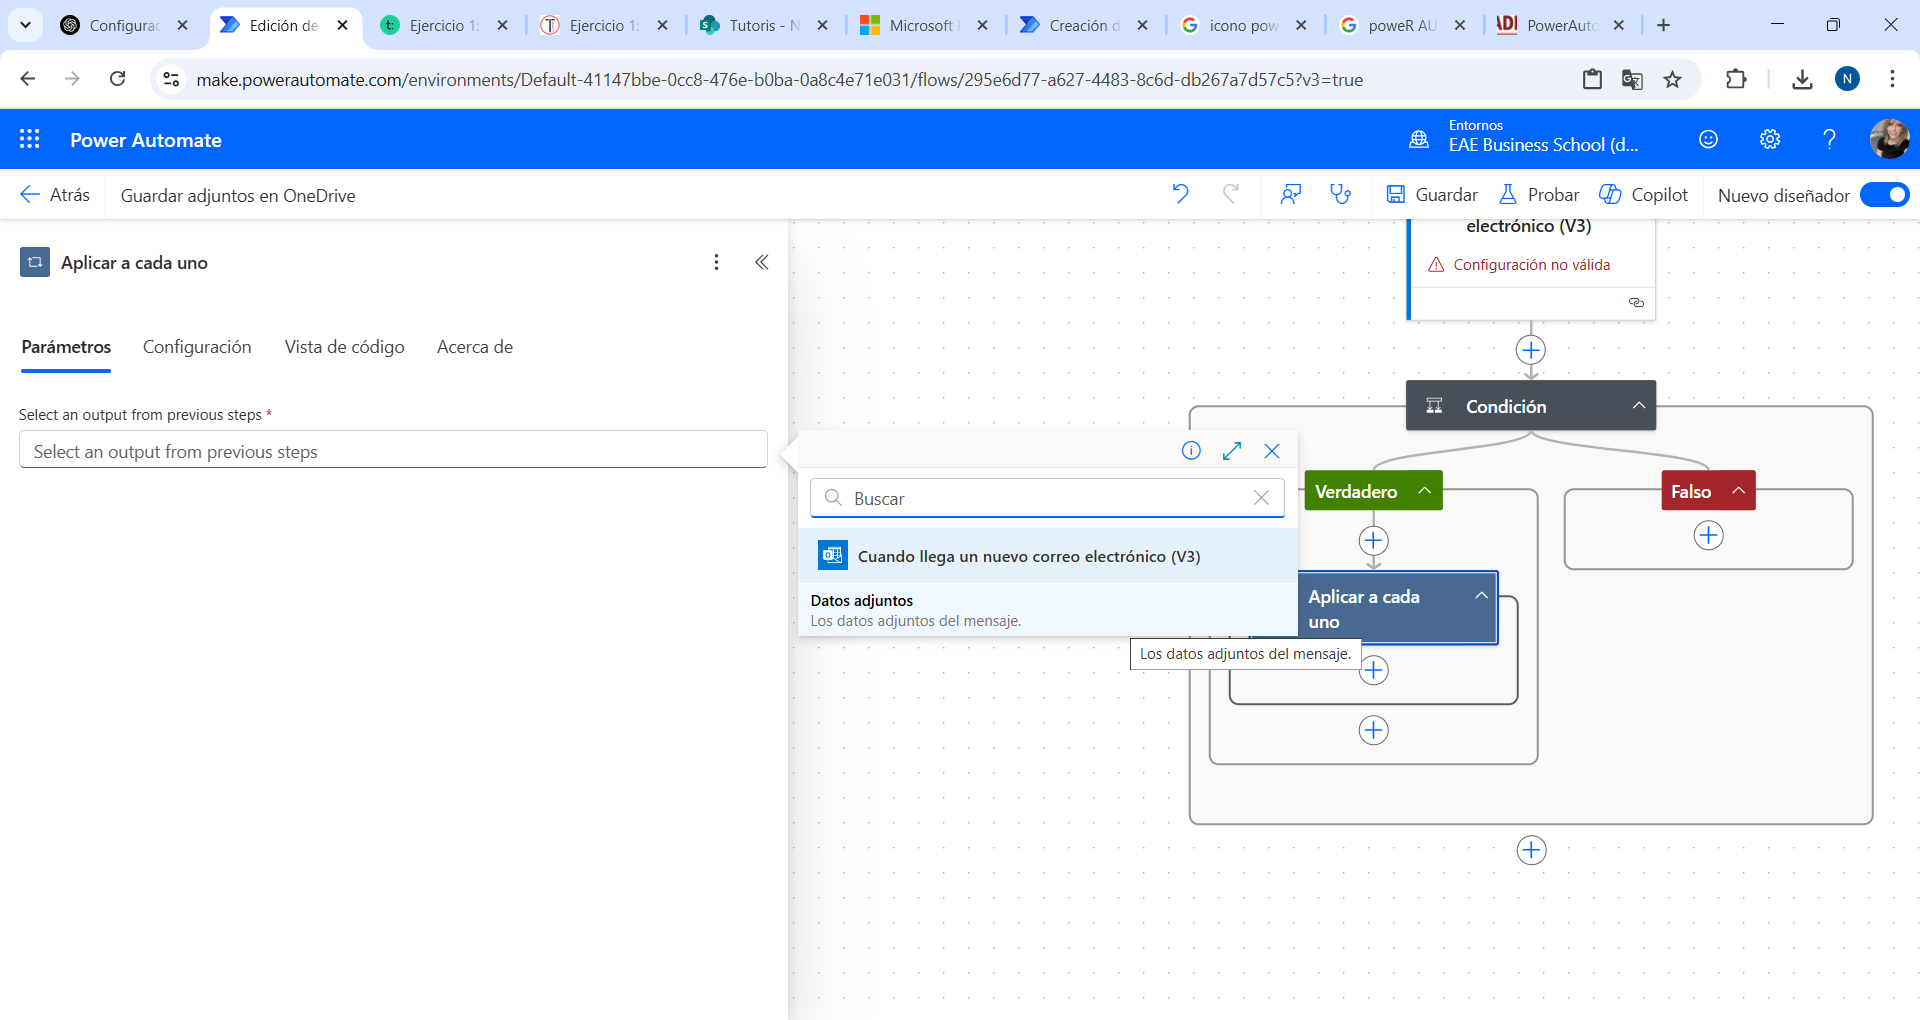 Configurac
Edición de
Ejercicio 1:
Ejercicio 1:
Tutoris - N
Microsoft
Creación d
icono pow
poweR AU
PowerAuto
make.powerautomate.com/environments/Default-41147bbe-0cc8-476e-b0ba-0a8c4e71e031/flows/295e6d77-a627-4483-8c6d-db267a7d57c5?v3=true
N
Power Automate
Entornos
EAE Business School (d...
Atrás
Guardar adjuntos en OneDrive
Guardar
Probar
Copilot
Nuevo diseñador
Aplicar a cada uno
Parámetros
Configuración
Vista de código
Acerca de
Select an output from previous steps *
Select an output from previous steps
Buscar
Cuando llega un nuevo correo electrónico (V3)
Datos adjuntos
Los datos adjuntos del mensaje.
Los datos adjuntos del mensaje.
electrónico (V3)
Configuración no válida
Condición
Verdadero
Falso
Aplicar a cada
uno